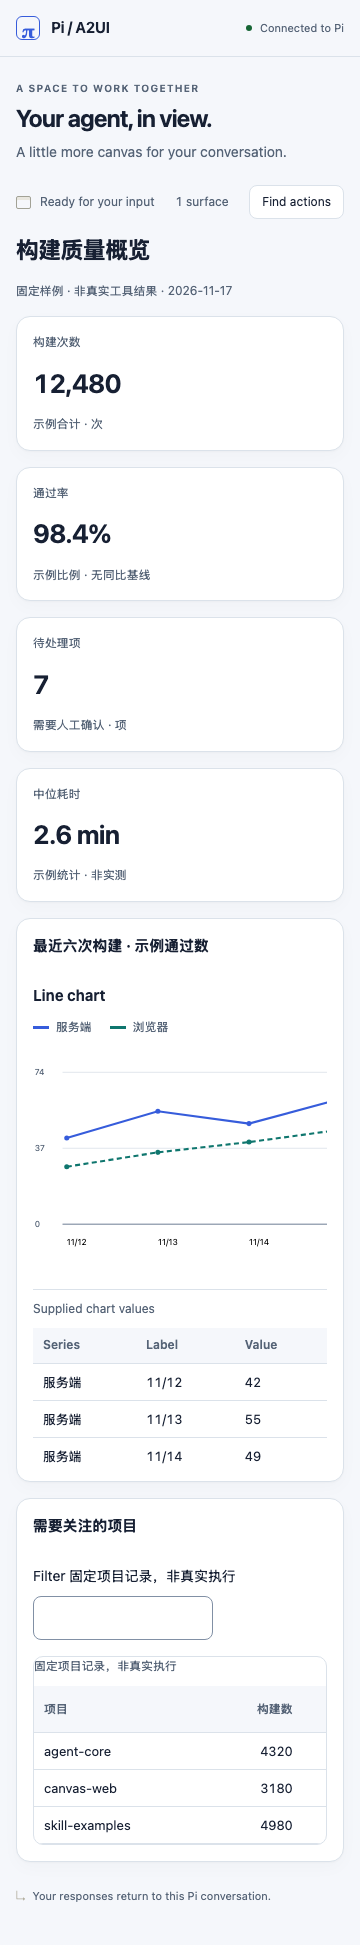 π Pi / A2UI
Connected to Pi
A SPACE TO WORK TOGETHER
Your agent, in view.
A little more canvas for your conversation.
Ready for your input 1 surface Find actions
构建质量概览
固定样例 · 非真实工具结果 · 2026-11-17
构建次数
12,480
示例合计 · 次
通过率
98.4%
示例比例 · 无同比基线
待处理项
7
需要人工确认 · 项
中位耗时
2.6 min
示例统计 · 非实测
最近六次构建 · 示例通过数
Line chart
服务端 浏览器
74
37
0
11/12 11/13 11/14
Supplied chart values
Series Label Value
服务端 11/12 42
服务端 11/13 55
服务端 11/14 49
需要关注的项目
Filter 固定项目记录，非真实执行
固定项目记录，非真实执行
项目 构建数
agent-core 4320
canvas-web 3180
skill-examples 4980
Your responses return to this Pi conversation.